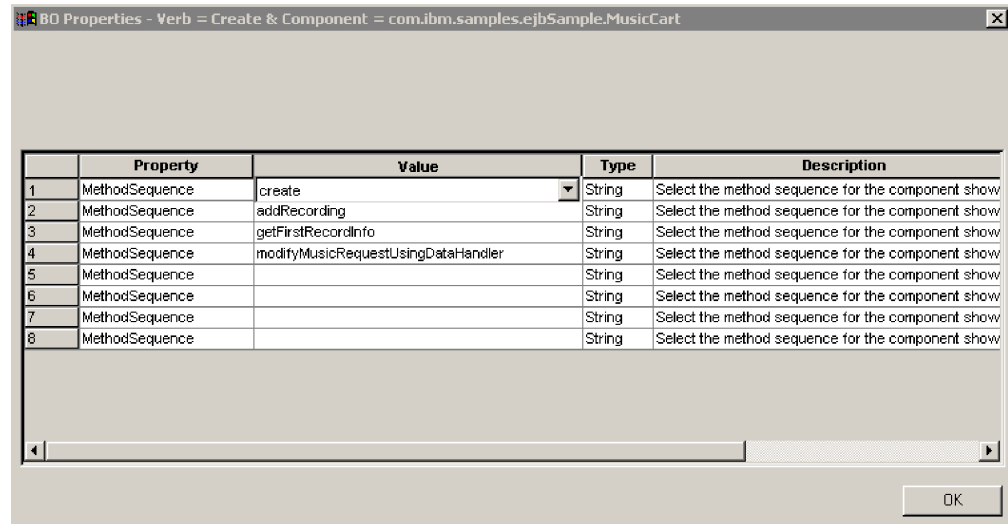 BO Properties - Verb = Create & Component = com.ibm.samples.ejbSample.MusicCart
Property Value Type Description
1 MethodSequence create String Select the method sequence for the component show
2 MethodSequence addRecording String Select the method sequence for the component show
3 MethodSequence getFirstRecordInfo String Select the method sequence for the component show
4 MethodSequence modifyMusicRequestUsingDataHandler String Select the method sequence for the component show
5 MethodSequence String Select the method sequence for the component show
6 MethodSequence String Select the method sequence for the component show
7 MethodSequence String Select the method sequence for the component show
8 MethodSequence String Select the method sequence for the component show
OK